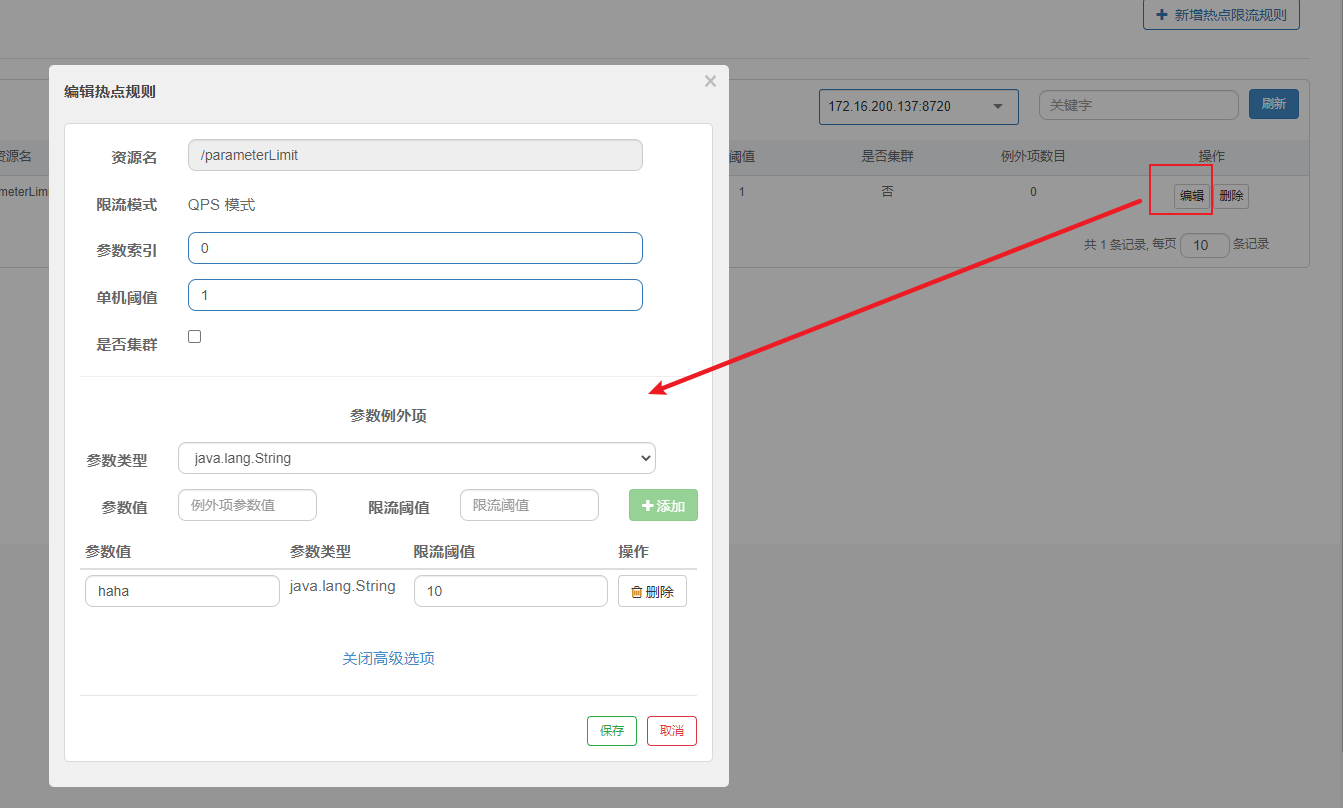 新增热点限流规则
编辑热点规则
×
172.16.200.137:8720
关键字
刷新
资源名
阈值
是否集群
例外项数目
操作
meterLim
1
否
0
编辑
删除
共 1 条记录, 每页
10
条记录
资源名
/parameterLimit
限流模式
QPS 模式
参数索引
0
单机阈值
1
是否集群
参数例外项
参数类型
java.lang.String
参数值
例外项参数值
限流阈值
限流阈值
添加
参数值
参数类型
限流阈值
操作
haha
java.lang.String
10
删除
关闭高级选项
保存
取消